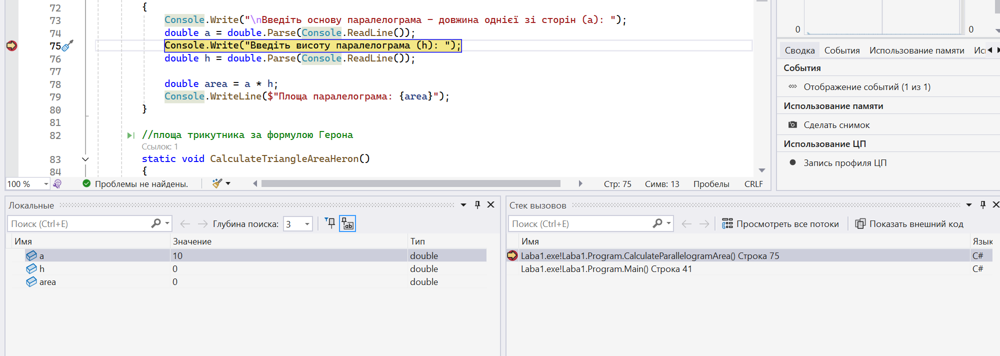 72 {
73 Console.Write("\nВведіть основу паралелограма – довжина однієї зі сторін (a): ");
74 double a = double.Parse(Console.ReadLine());
75 Console.Write("Введіть висоту паралелограма (h): ");
76 double h = double.Parse(Console.ReadLine());
77
78 double area = a * h;
79 Console.WriteLine($"Площа паралелограма: {area}");
80 }
81
82 //площа трикутника за формулою Герона
Ссылок: 1
83 static void CalculateTriangleAreaHeron()
84 {
100 % Проблемы не найдены. Стр: 75 Симв: 13 Пробелы CRLF
0 0
Сводка События Использование памяти
События
Отображение событий (1 из 1)
Использование памяти
Сделать снимок
Использование ЦП
Запись профиля ЦП
Локальные
Поиск (Ctrl+E) Глубина поиска: 3
Имя Значение Тип
a 10 double
h 0 double
area 0 double
Стек вызовов
Поиск (Ctrl+E) Просмотреть все потоки Показать внешний код
Имя Язык
Laba1.exe!Laba1.Program.CalculateParallelogramArea() Строка 75 C#
Laba1.exe!Laba1.Program.Main() Строка 41 C#